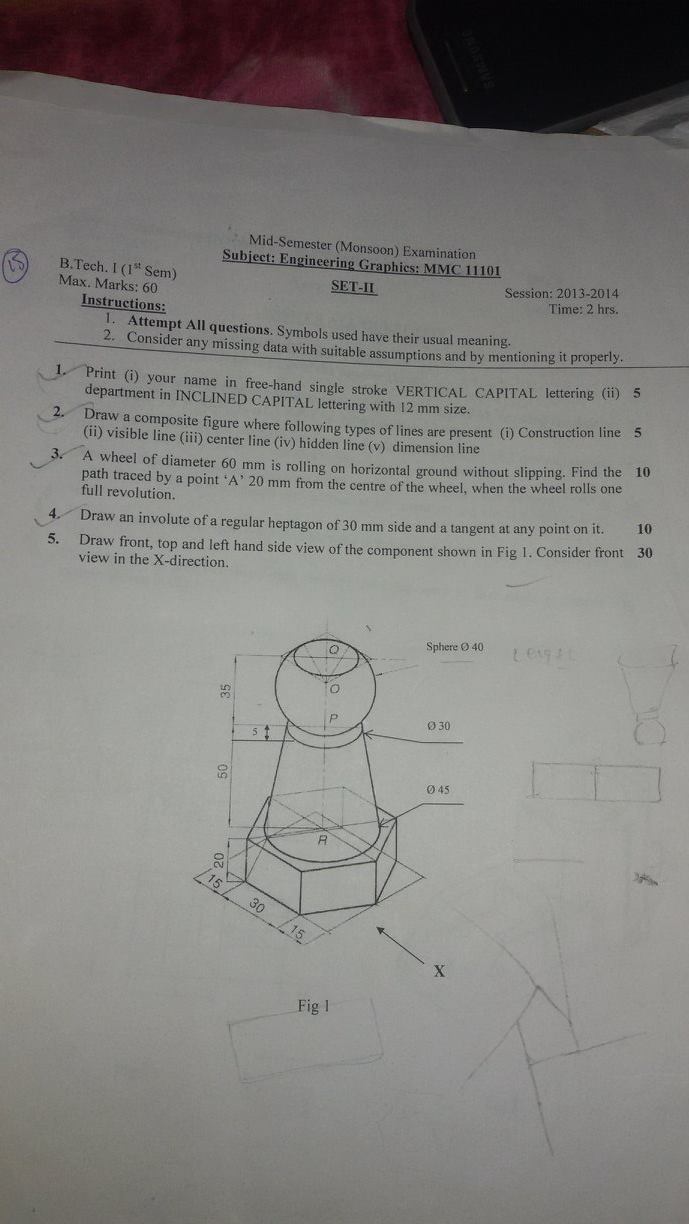 SAMSUNG
Mid-Semester (Monsoon) Examination
15
B.Tech. I (1st Sem)
Subject: Engineering Graphics: MMC 11101
Max. Marks: 60
SET-II
Session: 2013-2014
Instructions:
Time: 2 hrs.
1. Attempt All questions. Symbols used have their usual meaning.
2. Consider any missing data with suitable assumptions and by mentioning it properly.
1. Print (i) your name in free-hand single stroke VERTICAL CAPITAL lettering (ii) 5
department in INCLINED CAPITAL lettering with 12 mm size.
2. Draw a composite figure where following types of lines are present (i) Construction line 5
(ii) visible line (iii) center line (iv) hidden line (v) dimension line
3. A wheel of diameter 60 mm is rolling on horizontal ground without slipping. Find the 10
path traced by a point 'A' 20 mm from the centre of the wheel, when the wheel rolls one
full revolution.
4. Draw an involute of a regular heptagon of 30 mm side and a tangent at any point on it. 10
5. Draw front, top and left hand side view of the component shown in Fig 1. Consider front 30
view in the X-direction.
Q
Sphere Ø 40
35
O
P
5
Ø 30
50
Ø 45
R
20
15
30
15
X
Fig 1